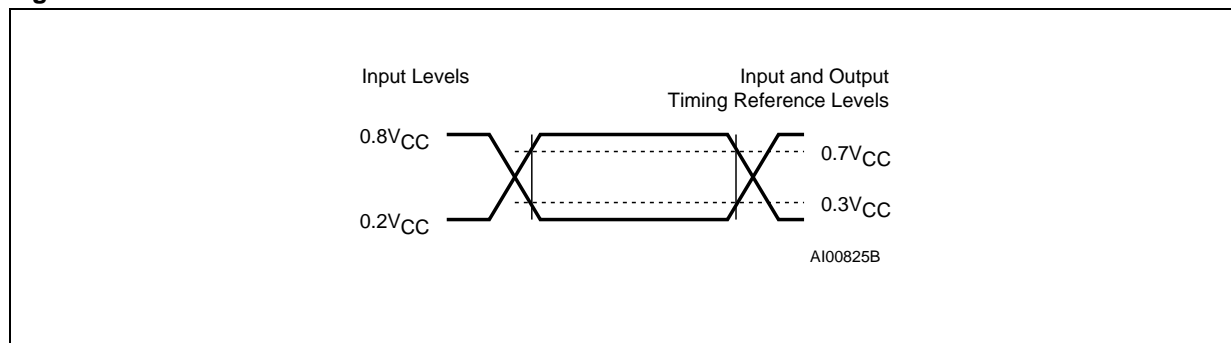 Input Levels
Input and Output
Timing Reference Levels
0.8VCC
0.7VCC
0.3VCC
0.2VCC
AI00825B